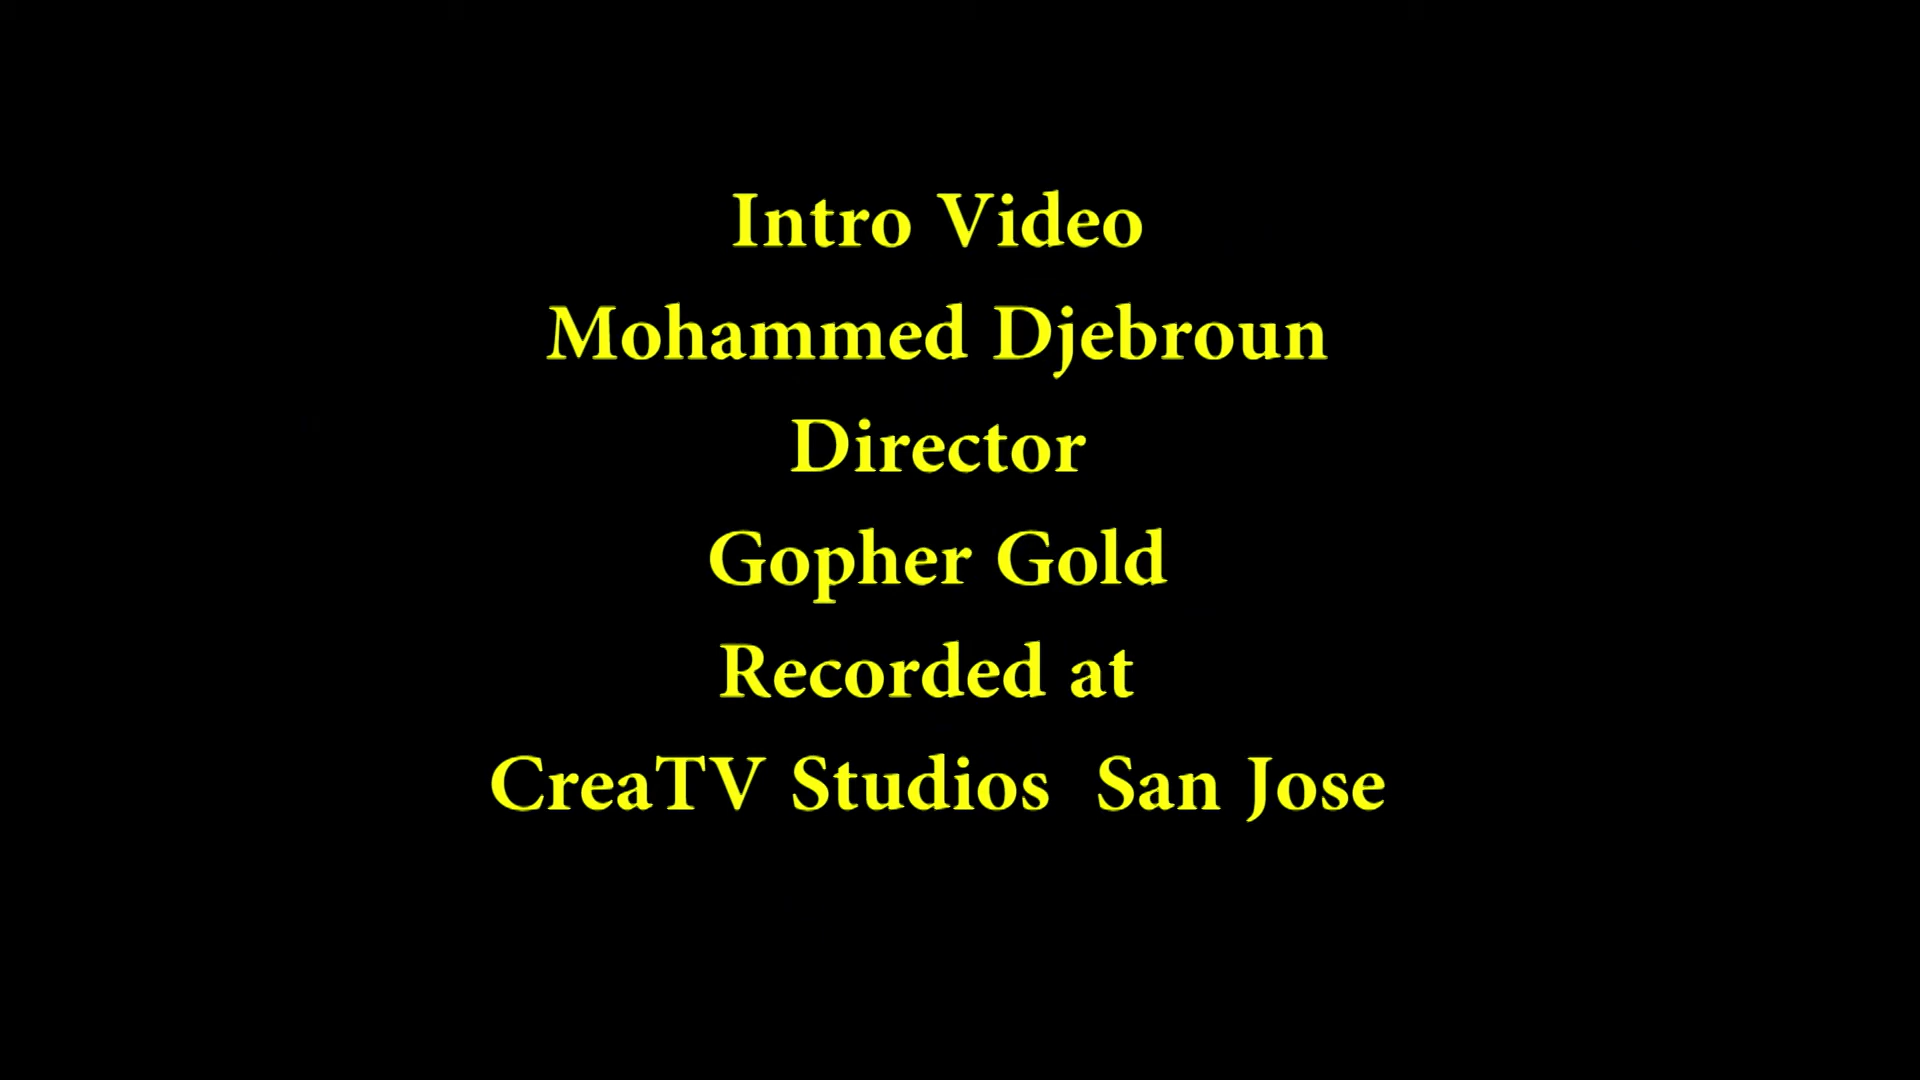 Intro Video
Mohammed Djebroun
Director
Gopher Gold
Recorded at
CreaTV Studios  San Jose